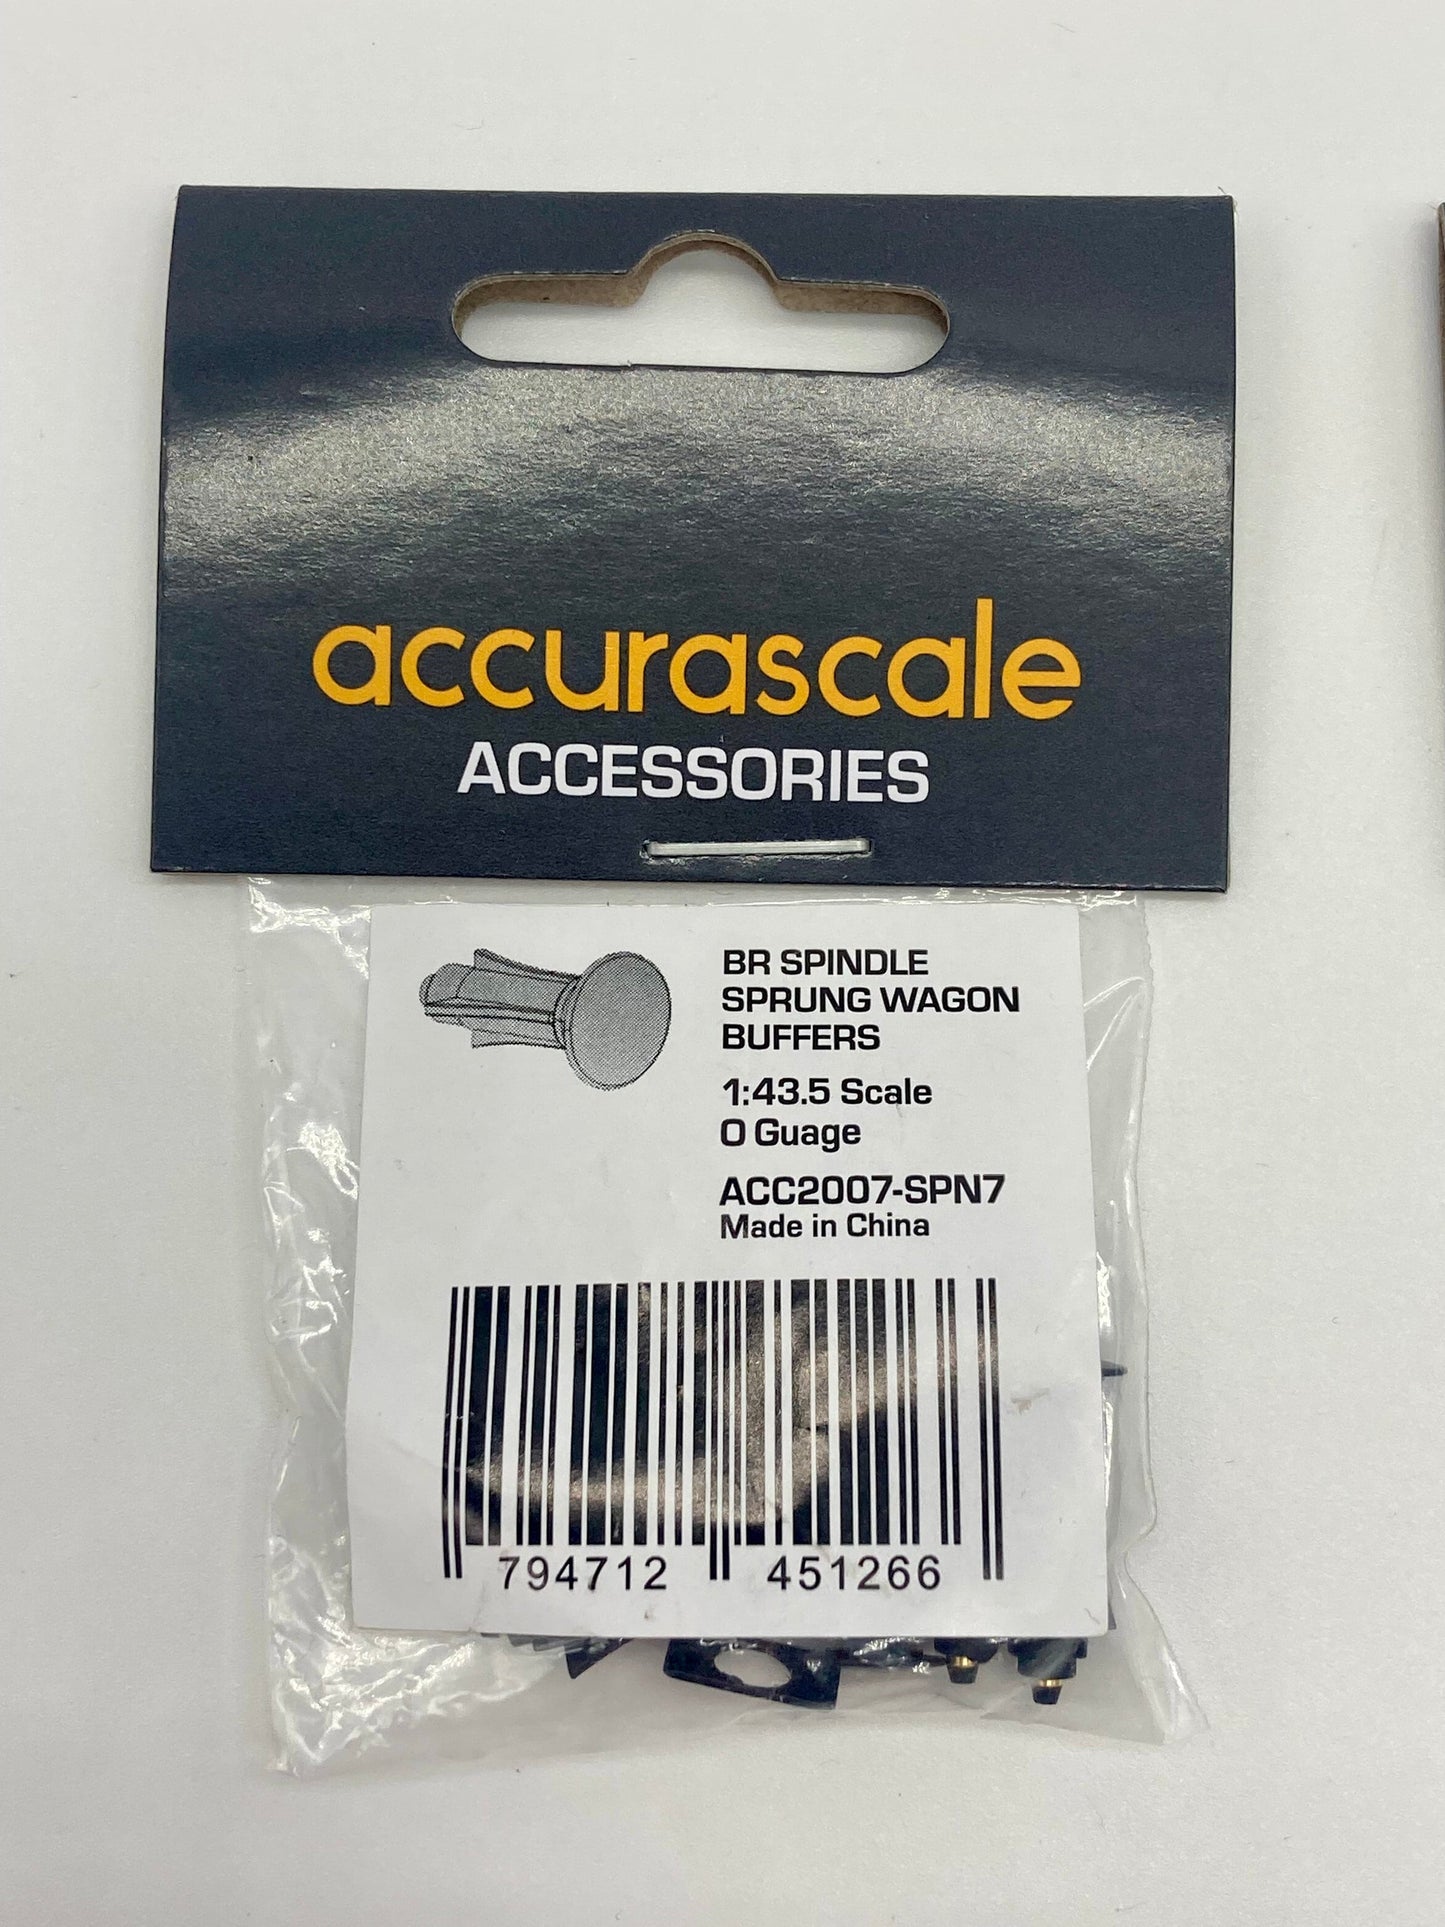 accurascale
ACCESSORIES
BR SPINDLE
SPRUNG WAGON
BUFFERS
1:43.5 Scale
O Guage
ACC2007-SPN7
Made in China
794712 451266